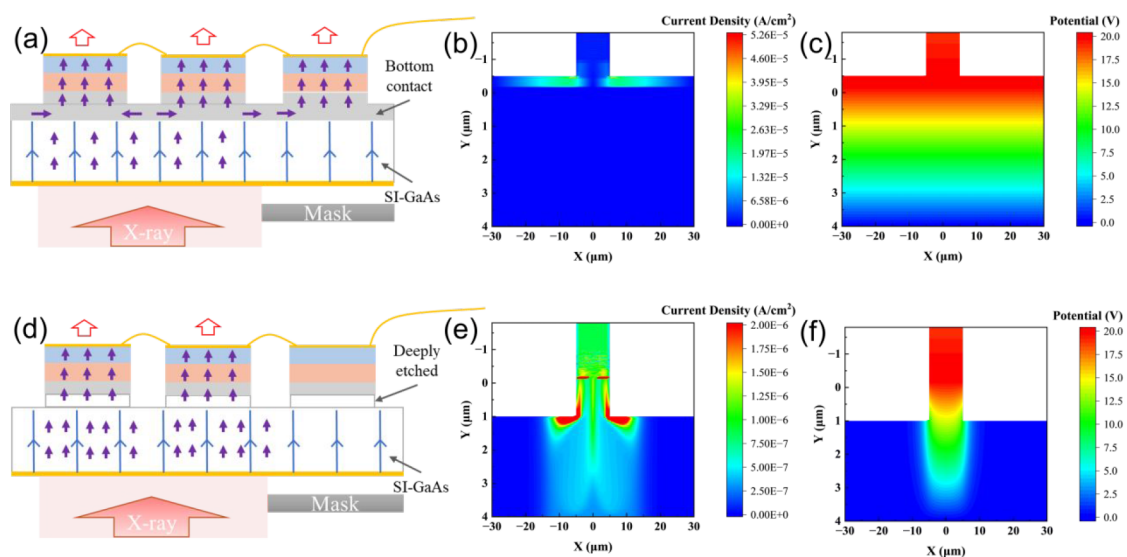 (a)
Bottom
contact
SI-GaAs
X-ray
Mask
(b)
Current Density (A/cm²)
5.26E-5
4.60E-5
3.95E-5
3.29E-5
2.63E-5
1.97E-5
1.32E-5
6.58E-6
0.00E+0
Y (μm)
−1
0
1
2
3
4
−30 −20 −10 0 10 20 30
X (μm)
(c)
Potential (V)
20.0
17.5
15.0
12.5
10.0
7.5
5.0
2.5
0.0
Y (μm)
−1
0
1
2
3
4
−30 −20 −10 0 10 20 30
X (μm)
(d)
Deeply
etched
SI-GaAs
X-ray
Mask
(e)
Current Density (A/cm²)
2.00E-6
1.75E-6
1.50E-6
1.25E-6
1.00E-6
7.50E-7
5.00E-7
2.50E-7
0.00E+0
Y (μm)
−1
0
1
2
3
4
−30 −20 −10 0 10 20 30
X (μm)
(f)
Potential (V)
20.0
17.5
15.0
12.5
10.0
7.5
5.0
2.5
0.0
Y (μm)
−1
0
1
2
3
4
−30 −20 −10 0 10 20 30
X (μm)